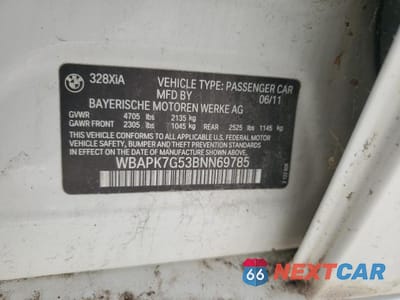 328XiA
VEHICLE TYPE: PASSENGER CAR
MFD BY 06/11
BAYERISCHE MOTOREN WERKE AG
GVWR 4705 lbs 2135 kg
GAWR FRONT 2305 lbs 1045 kg REAR 2525 lbs 1145 kg
THIS VEHICLE CONFORMS TO ALL APPLICABLE U.S. FEDERAL MOTOR
VEHICLE SAFETY, BUMPER AND THEFT PREVENTION STANDARDS IN
EFFECT ON THE DATE OF MANUFACTURE SHOWN ABOVE.
WBAPK7G53BNN69785
66 NEXTCAR